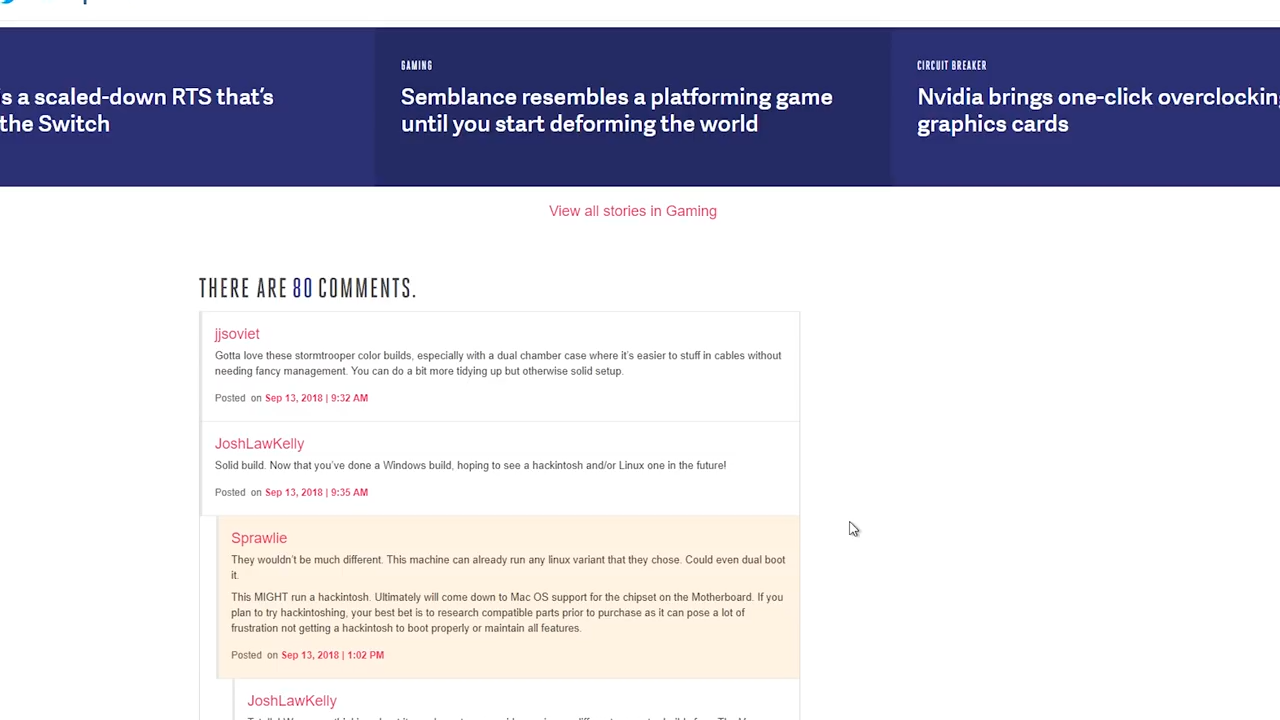 's a scaled-down RTS that's
the Switch
GAMING
Semblance resembles a platforming game
until you start deforming the world
CIRCUIT BREAKER
Nvidia brings one-click overclockin
graphics cards
View all stories in Gaming
THERE ARE 80 COMMENTS.
jjsoviet
Gotta love these stormtrooper color builds, especially with a dual chamber case where it's easier to stuff in cables without
needing fancy management. You can do a bit more tidying up but otherwise solid setup.
Posted on Sep 13, 2018 | 9:32 AM
JoshLawKelly
Solid build. Now that you've done a Windows build, hoping to see a hackintosh and/or Linux one in the future!
Posted on Sep 13, 2018 | 9:35 AM
Sprawlie
They wouldn't be much different. This machine can already run any linux variant that they chose. Could even dual boot
it.
This MIGHT run a hackintosh. Ultimately will come down to Mac OS support for the chipset on the Motherboard. If you
plan to try hackintoshing, your best bet is to research compatible parts prior to purchase as it can pose a lot of
frustration not getting a hackintosh to boot properly or maintain all features.
Posted on Sep 13, 2018 | 1:02 PM
JoshLawKelly